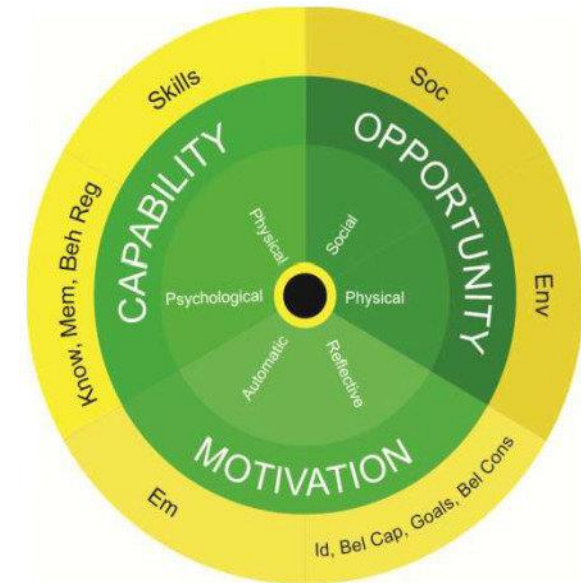 Skills
Soc
CAPABILITY
OPPORTUNITY
Physical
Social
Know, Mem, Beh Reg
Psychological
Physical
Env
Automatic
Reflective
MOTIVATION
Em
Id, Bel Cap, Goals, Bel Cons